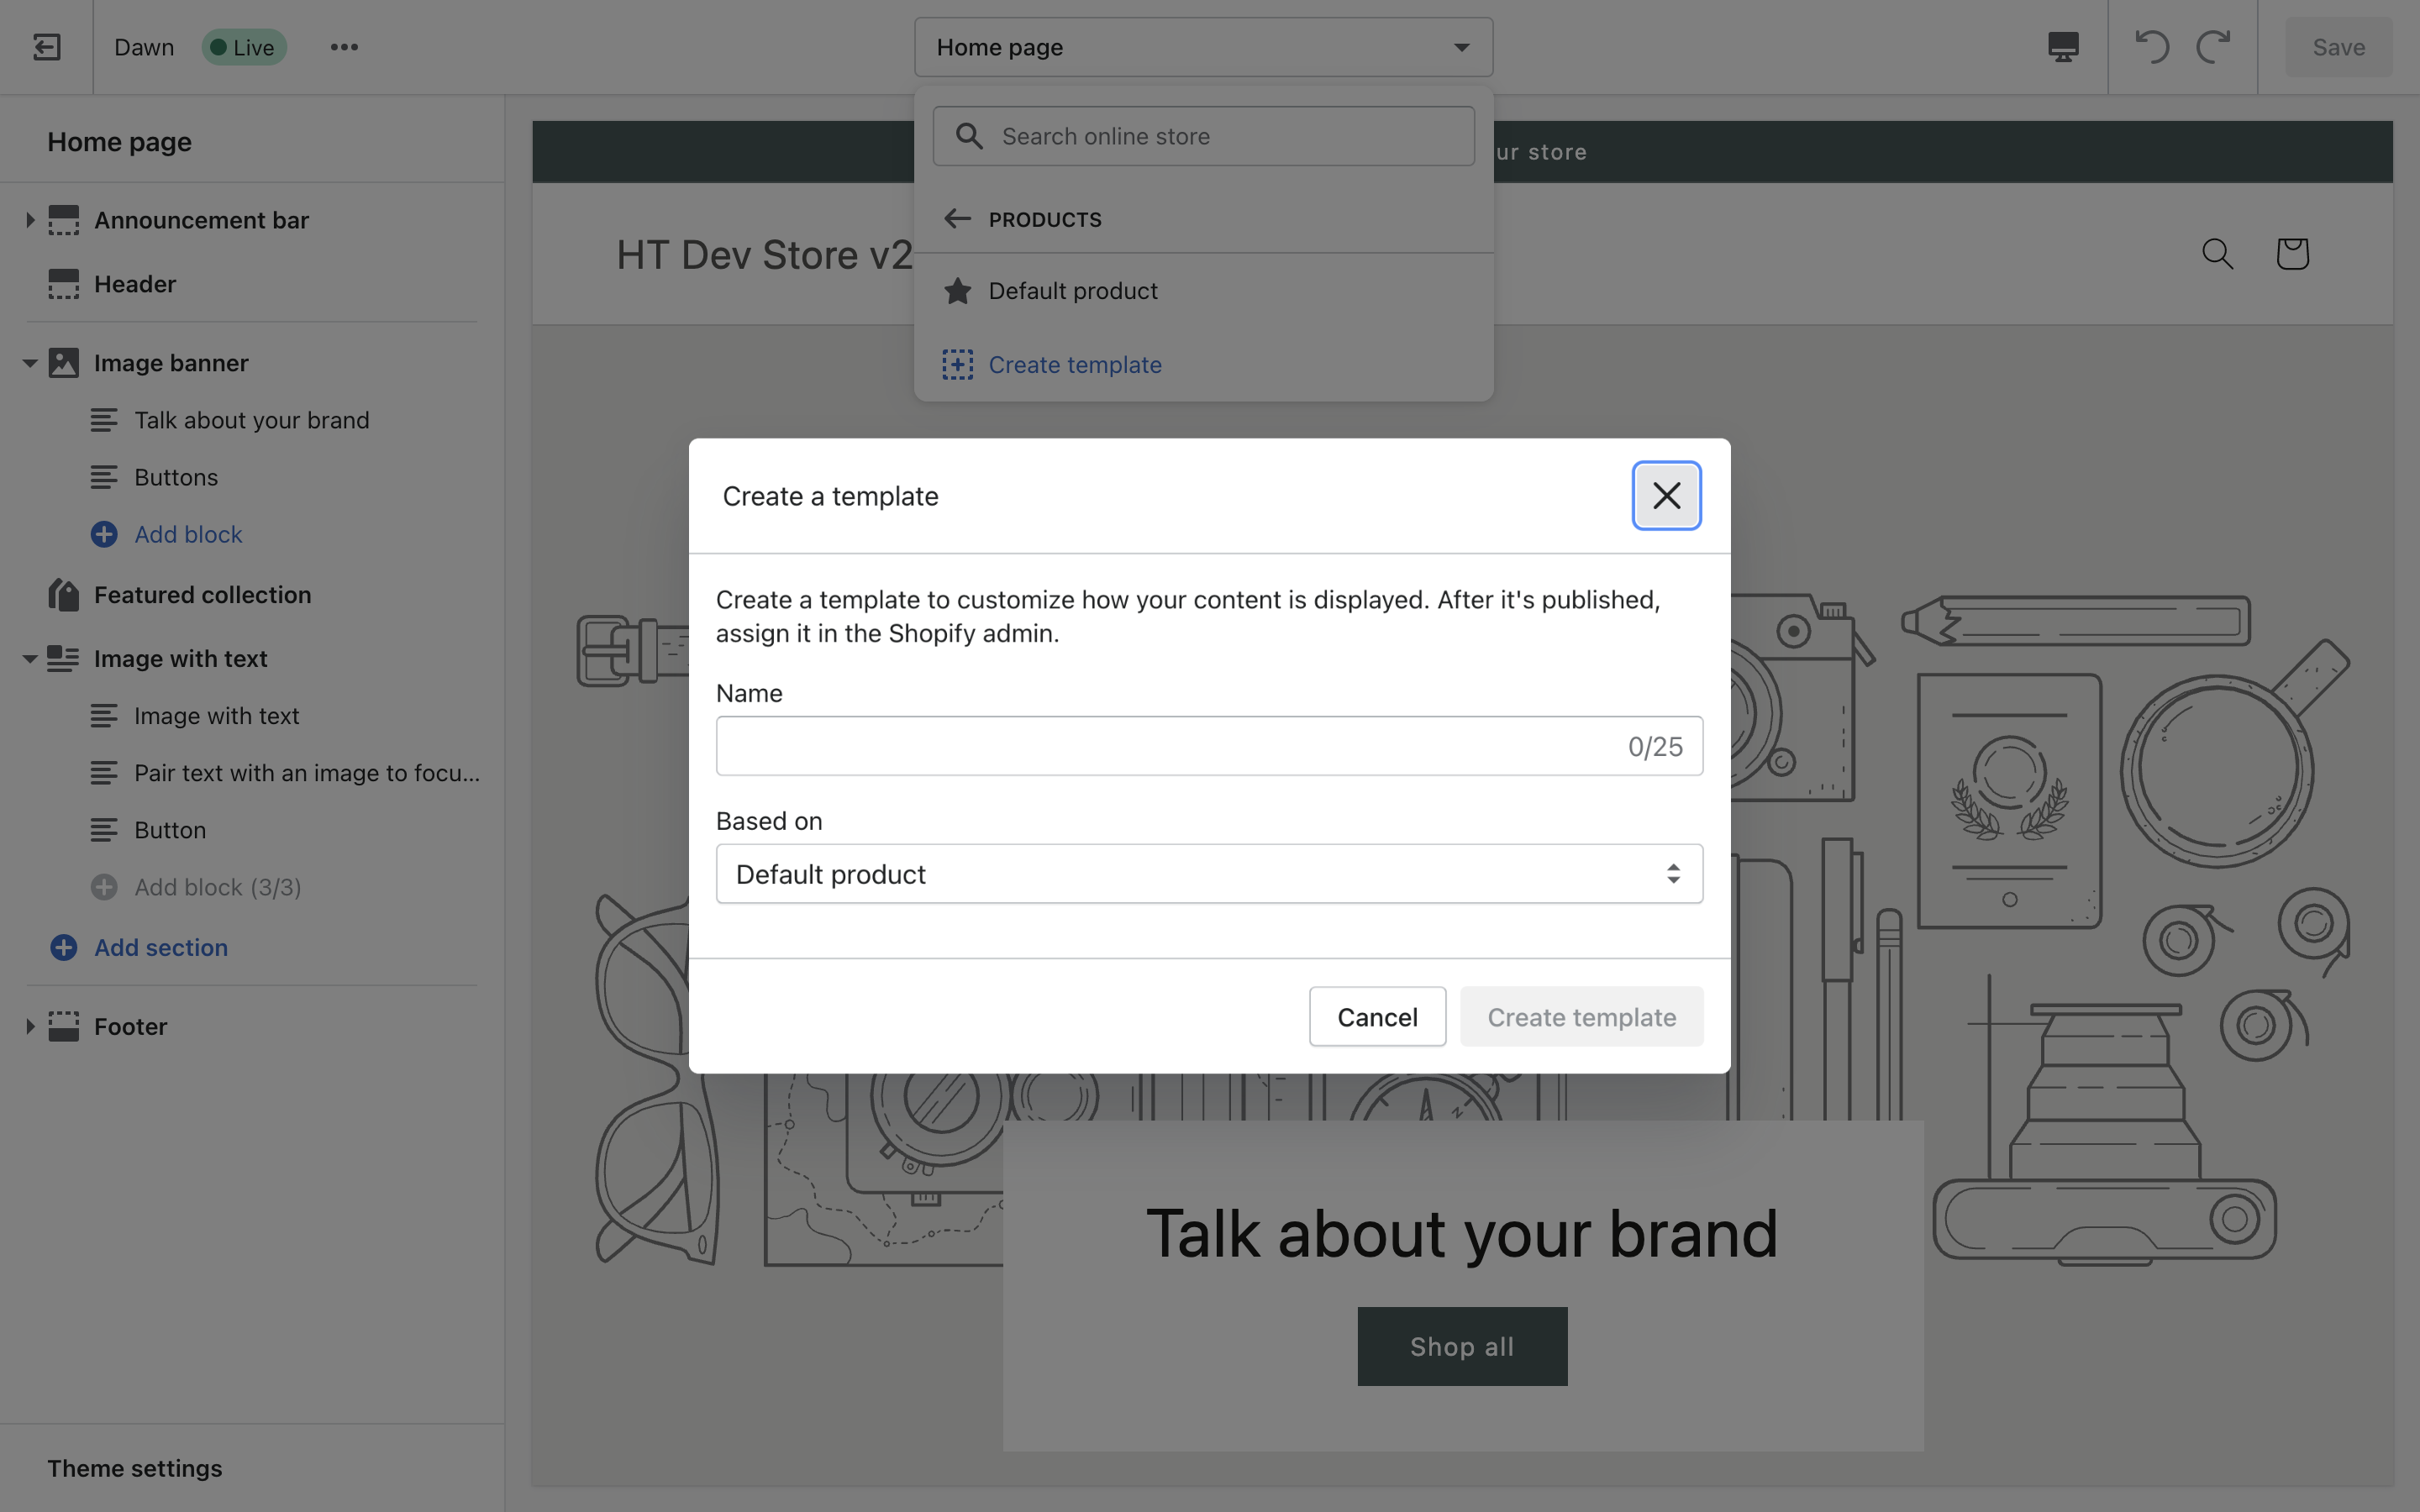 Dawn
Live
Home page
Save
Home page
Announcement bar
Header
Image banner
Talk about your brand
Buttons
Add block
Featured collection
Image with text
Image with text
Pair text with an image to focu...
Button
Add block (3/3)
Add section
Footer
Theme settings
Search online store
PRODUCTS
Default product
Create template
store
HT Dev Store v2
Create a template
Create a template to customize how your content is displayed. After it's published,
assign it in the Shopify admin.
Name
0/25
Based on
Default product
Cancel
Create template
Talk about your brand
Shop all